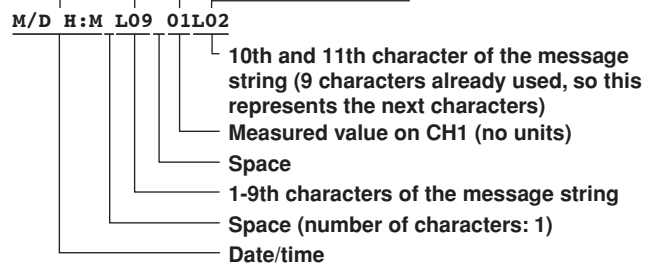 M/D H:M L09 01L02
10th and 11th character of the message
string (9 characters already used, so this
represents the next characters)
Measured value on CH1 (no units)
Space
1-9th characters of the message string
Space (number of characters: 1)
Date/time